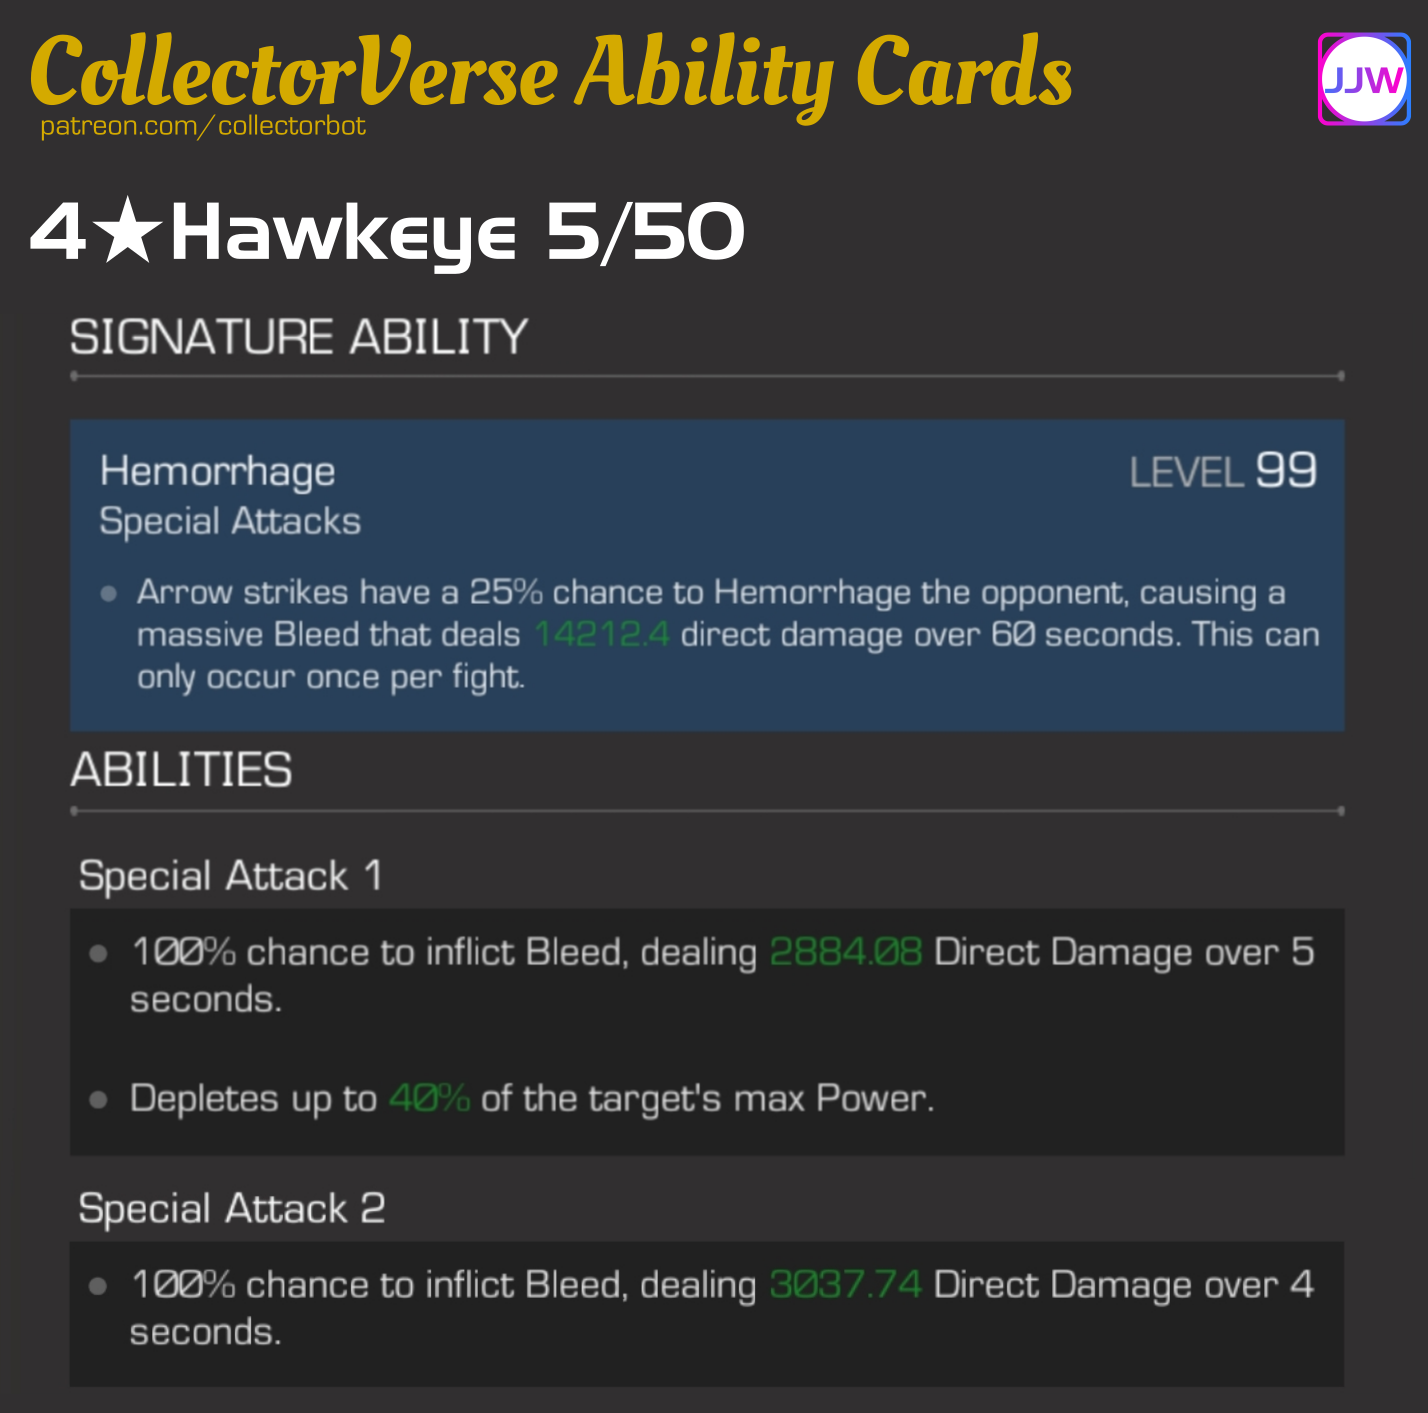 CollectorVerse Ability Cards
JJW
patreon.com/collectorbot
4★Hawkeye 5/50
SIGNATURE ABILITY
Hemorrhage
LEVEL 99
Special Attacks
● Arrow strikes have a 25% chance to Hemorrhage the opponent, causing a
massive Bleed that deals 14212.4 direct damage over 60 seconds. This can
only occur once per fight.
ABILITIES
Special Attack 1
● 100% chance to inflict Bleed, dealing 2884.08 Direct Damage over 5
seconds.
● Depletes up to 40% of the target's max Power.
Special Attack 2
● 100% chance to inflict Bleed, dealing 3037.74 Direct Damage over 4
seconds.